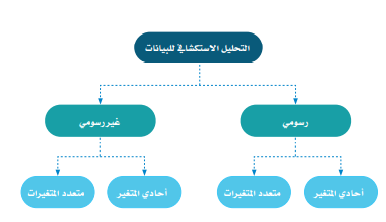 التحليل الاستكشافي للبيانات
رسومي
غير رسومي
أحادي المتغير
متعدد المتغيرات
أحادي المتغير
متعدد المتغيرات